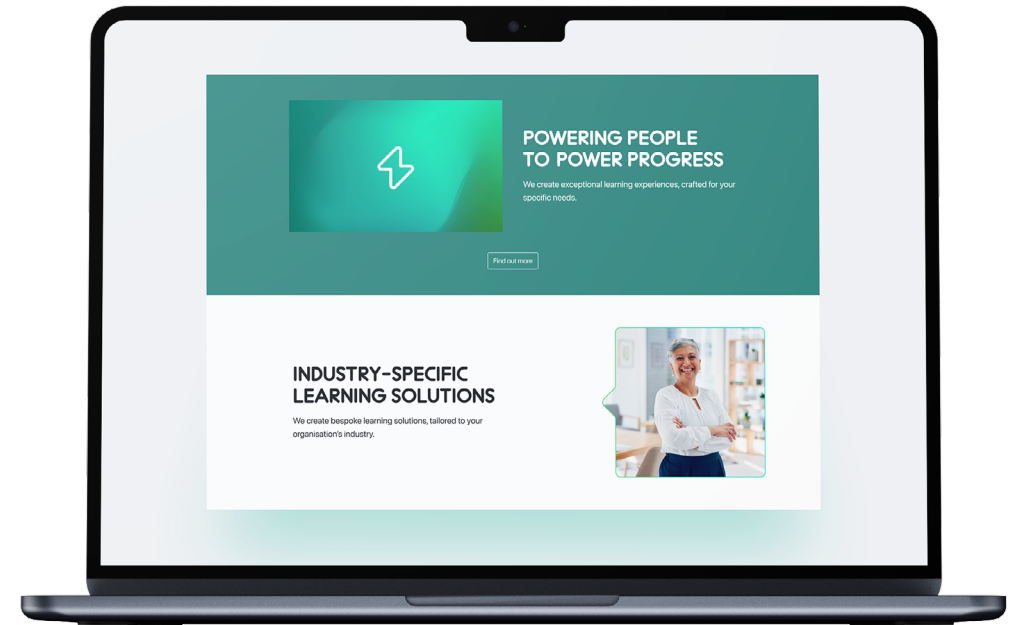 POWERING PEOPLE
TO POWER PROGRESS
We create exceptional learning experiences, crafted for your
specific needs.
Find out more
INDUSTRY-SPECIFIC
LEARNING SOLUTIONS
We create bespoke learning solutions, tailored to your
organisation's industry.